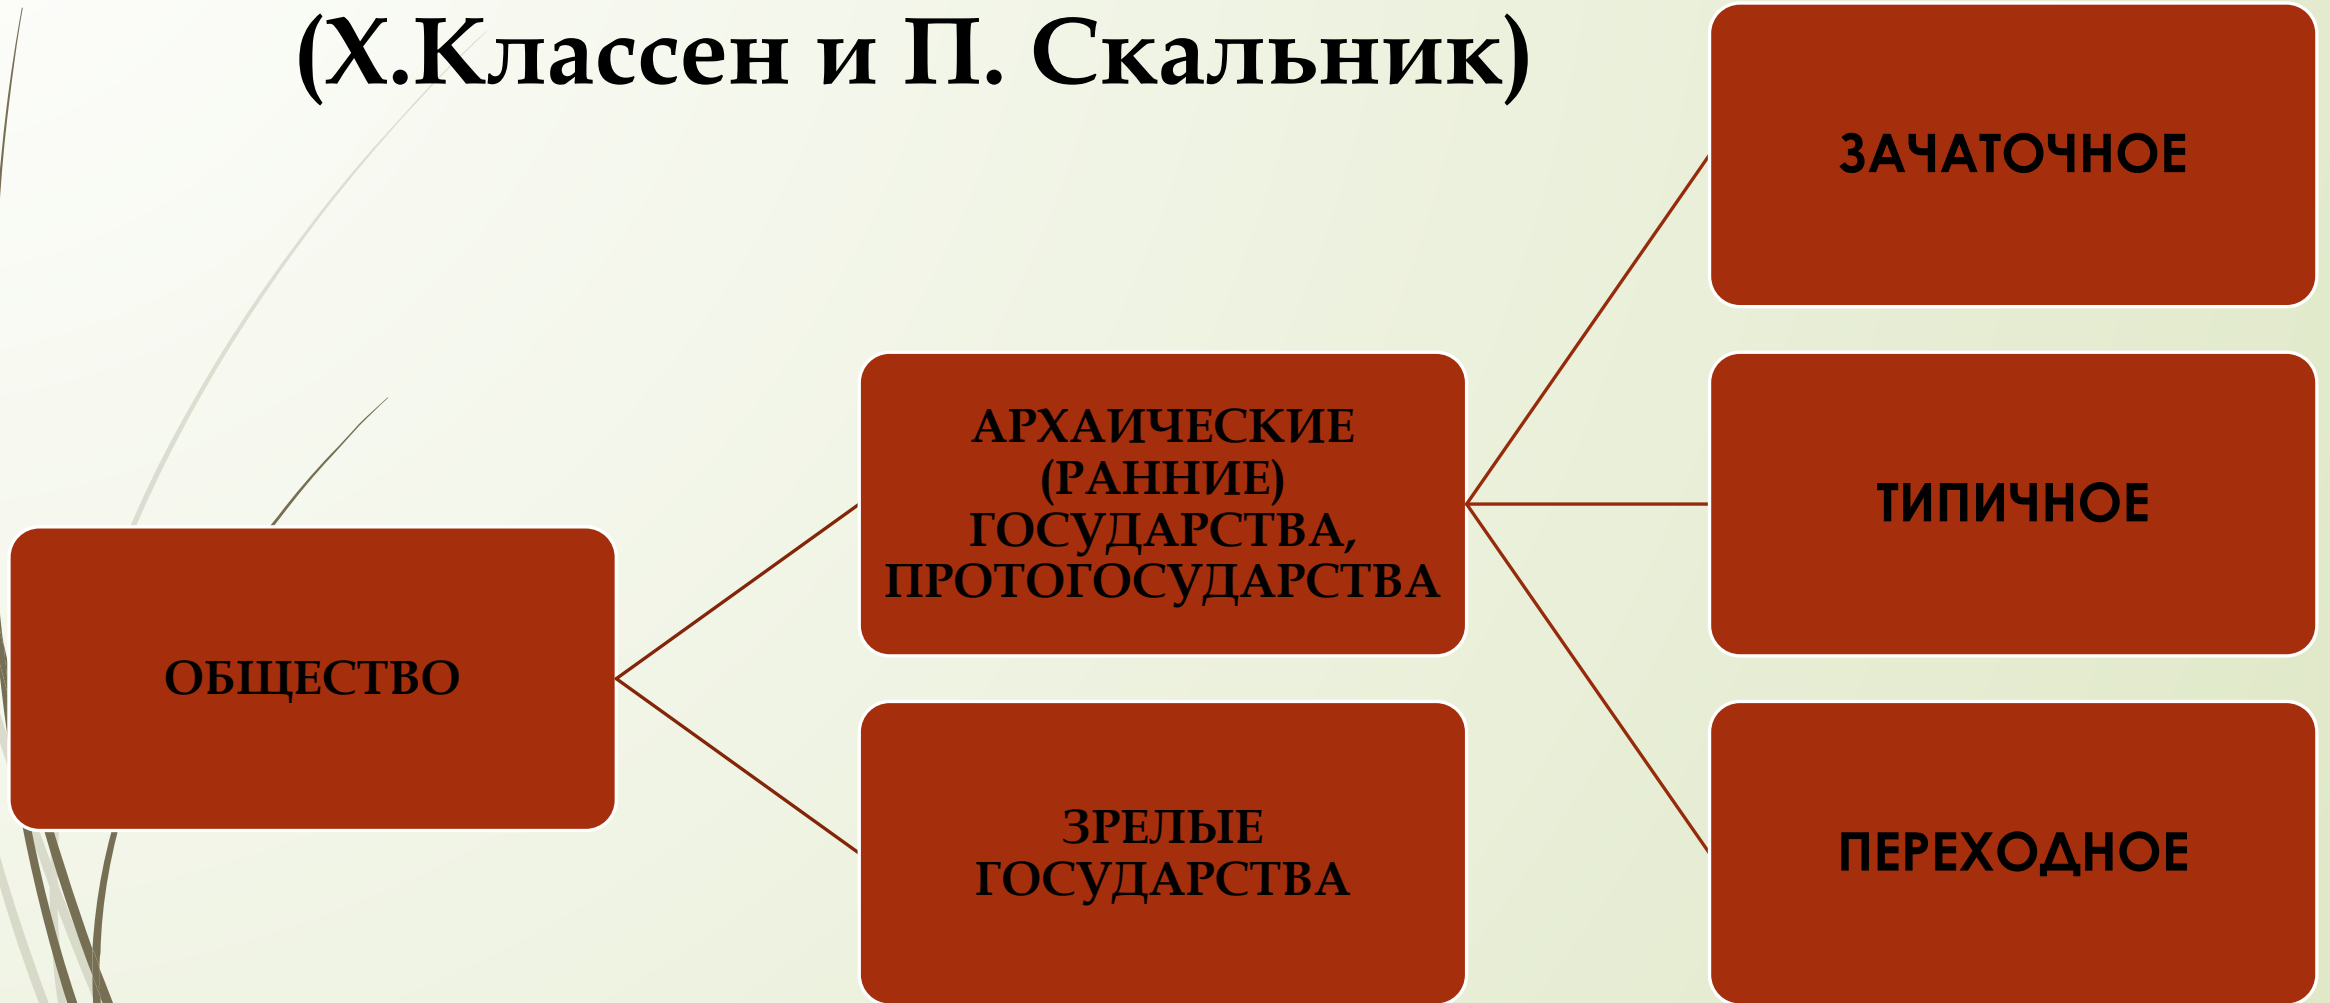 (Х.Классен и П. Скальник)
ОБЩЕСТВО
АРХАИЧЕСКИЕ
(РАННИЕ)
ГОСУДАРСТВА,
ПРОТОГОСУДАРСТВА
ЗРЕЛЫЕ
ГОСУДАРСТВА
ЗАЧАТОЧНОЕ
ТИПИЧНОЕ
ПЕРЕХОДНОЕ